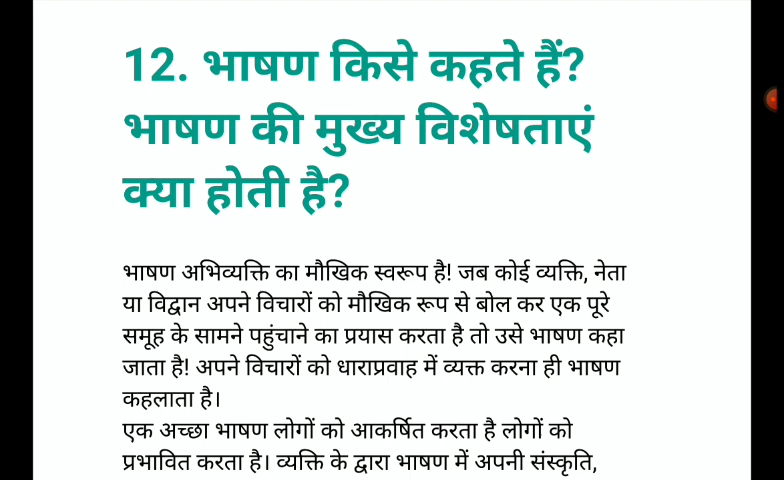 12. भाषण किसे कहते हैं?
भाषण की मुख्य विशेषताएं
क्या होती है?
भाषण अभिव्यक्ति का मौखिक स्वरूप है! जब कोई व्यक्ति, नेता
या विद्वान अपने विचारों को मौखिक रूप से बोल कर एक पूरे
समूह के सामने पहुंचाने का प्रयास करता है तो उसे भाषण कहा
जाता है! अपने विचारों को धाराप्रवाह में व्यक्त करना ही भाषण
कहलाता है।
एक अच्छा भाषण लोगों को आकर्षित करता है लोगों को
प्रभावित करता है। व्यक्ति के द्वारा भाषण में अपनी संस्कृति,